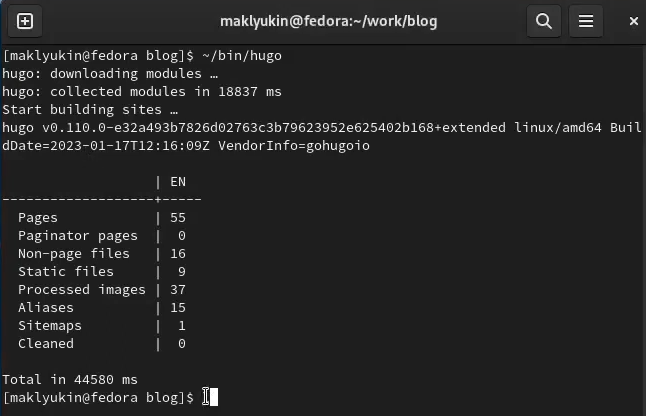 maklyukin@fedora:~/work/blog
[maklyukin@fedora blog]$ ~/bin/hugo
hugo: downloading modules …
hugo: collected modules in 18837 ms
Start building sites …
hugo v0.110.0-e32a493b7826d02763c3b79623952e625402b168+extended linux/amd64 Buil
dDate=2023-01-17T12:16:09Z VendorInfo=gohugoio
                   | EN
-------------------+-----
  Pages            | 55
  Paginator pages  |  0
  Non-page files   | 16
  Static files     |  9
  Processed images | 37
  Aliases          | 15
  Sitemaps         |  1
  Cleaned          |  0
Total in 44580 ms
[maklyukin@fedora blog]$